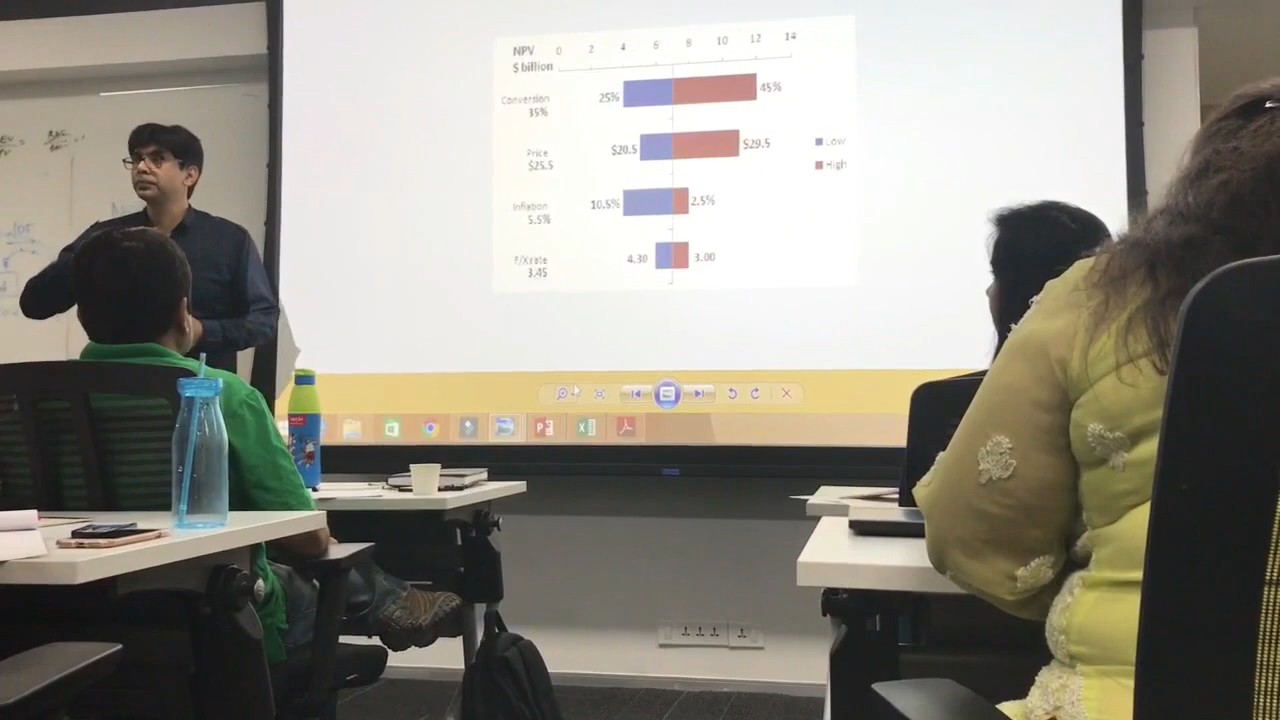 NPV 0 2 4 6 8 10 12 14
$ billion
Conversion
35%
25% 45%
Price
$25.5
$20.5 $29.5
Low
High
Inflation
5.5%
10.5% 2.5%
F/X rate
3.45
4.30 3.00